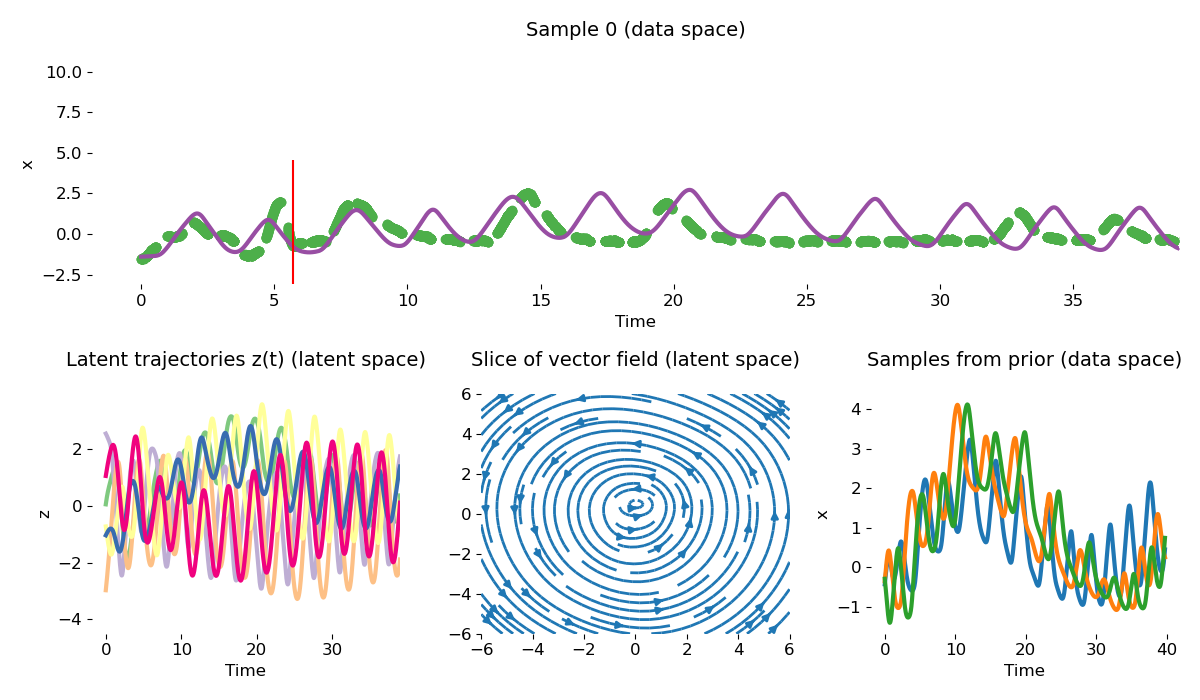 Sample 0 (data space)
10.0
7.5
5.0
2.5
0.0
−2.5
x
0 5 10 15 20 25 30 35
Time
Latent trajectories z(t) (latent space)
2
0
−2
−4
z
0 10 20 30
Time
Slice of vector field (latent space)
6
4
2
0
−2
−4
−6
−6 −4 −2 0 2 4 6
Samples from prior (data space)
4
3
2
1
0
−1
x
0 10 20 30 40
Time